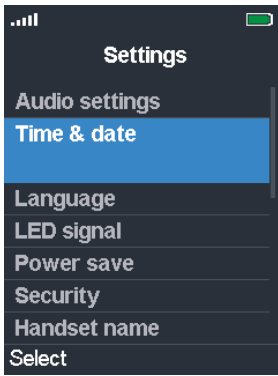 Settings
Audio settings
Time & date
Language
LED signal
Power save
Security
Handset name
Select